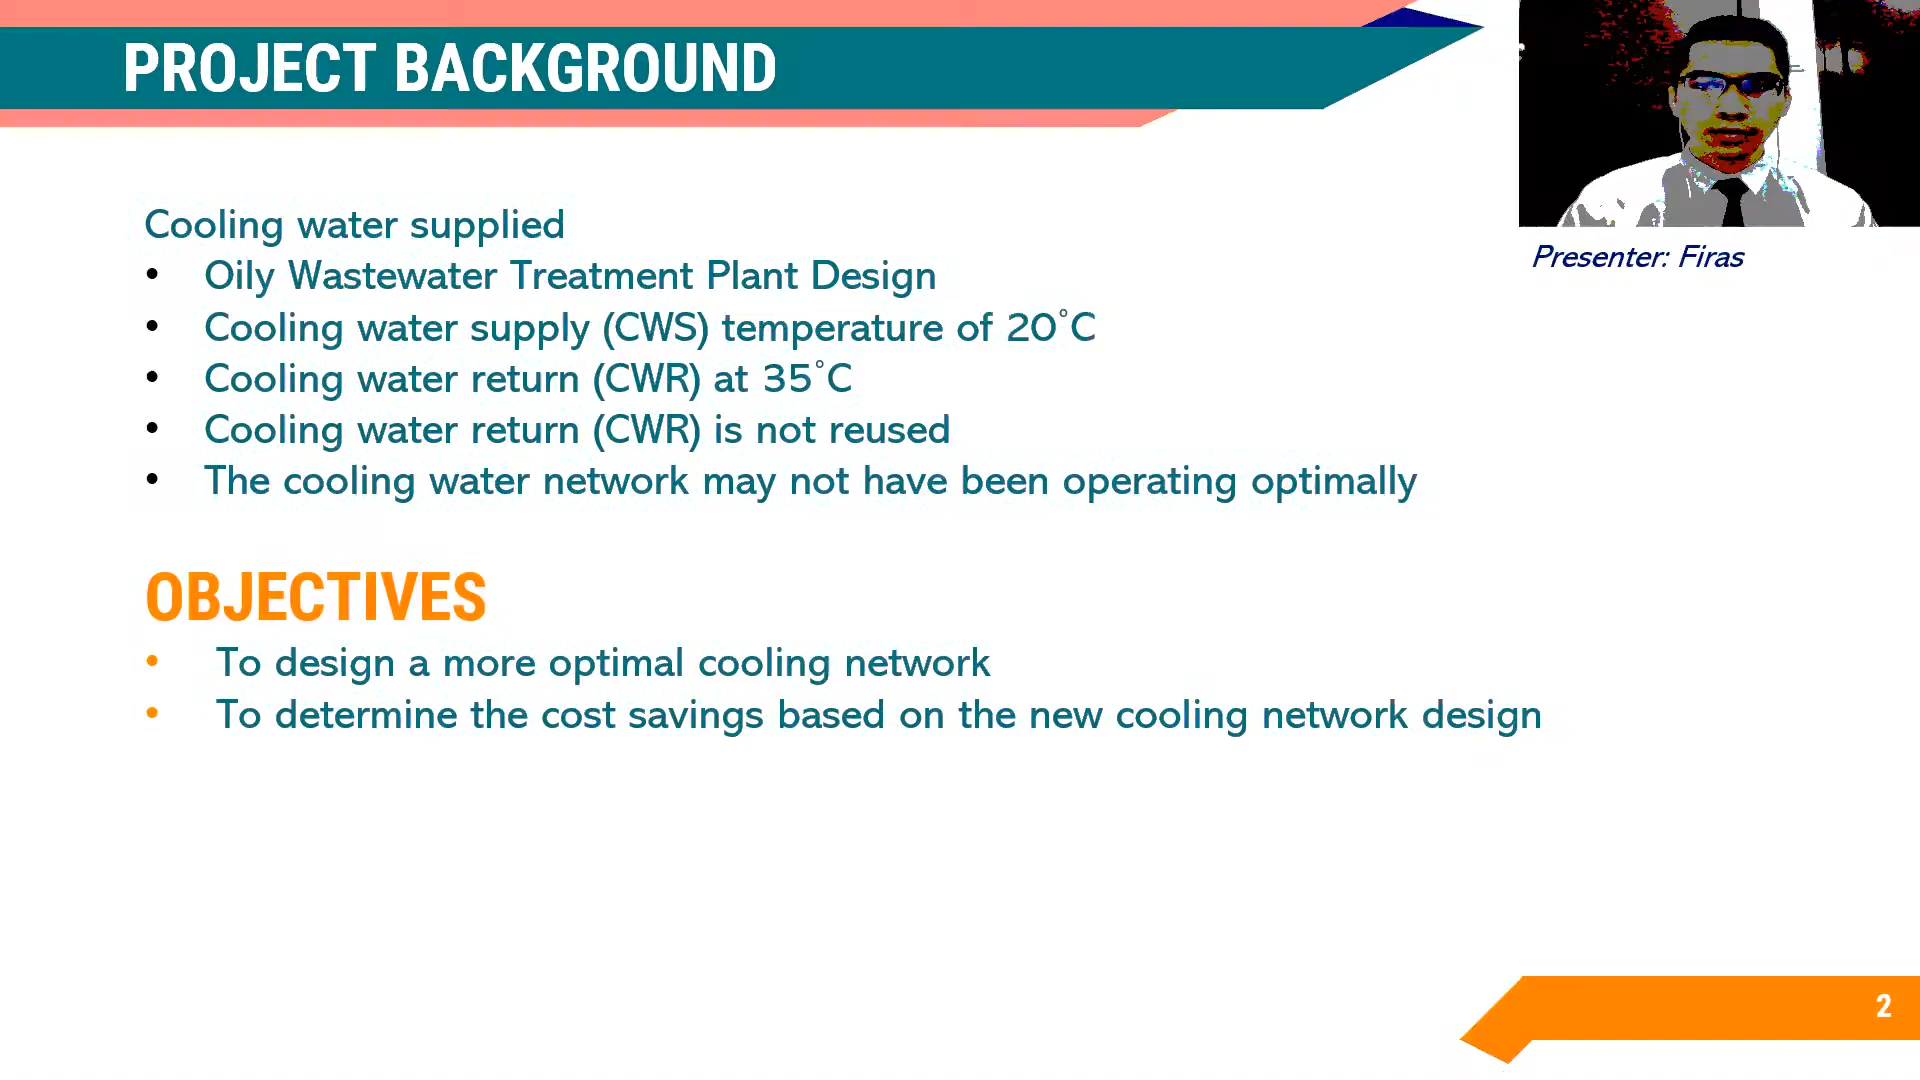 PROJECT BACKGROUND
Presenter: Firas
Cooling water supplied
• Oily Wastewater Treatment Plant Design
• Cooling water supply (CWS) temperature of 20°C
• Cooling water return (CWR) at 35°C
• Cooling water return (CWR) is not reused
• The cooling water network may not have been operating optimally
OBJECTIVES
• To design a more optimal cooling network
• To determine the cost savings based on the new cooling network design
2